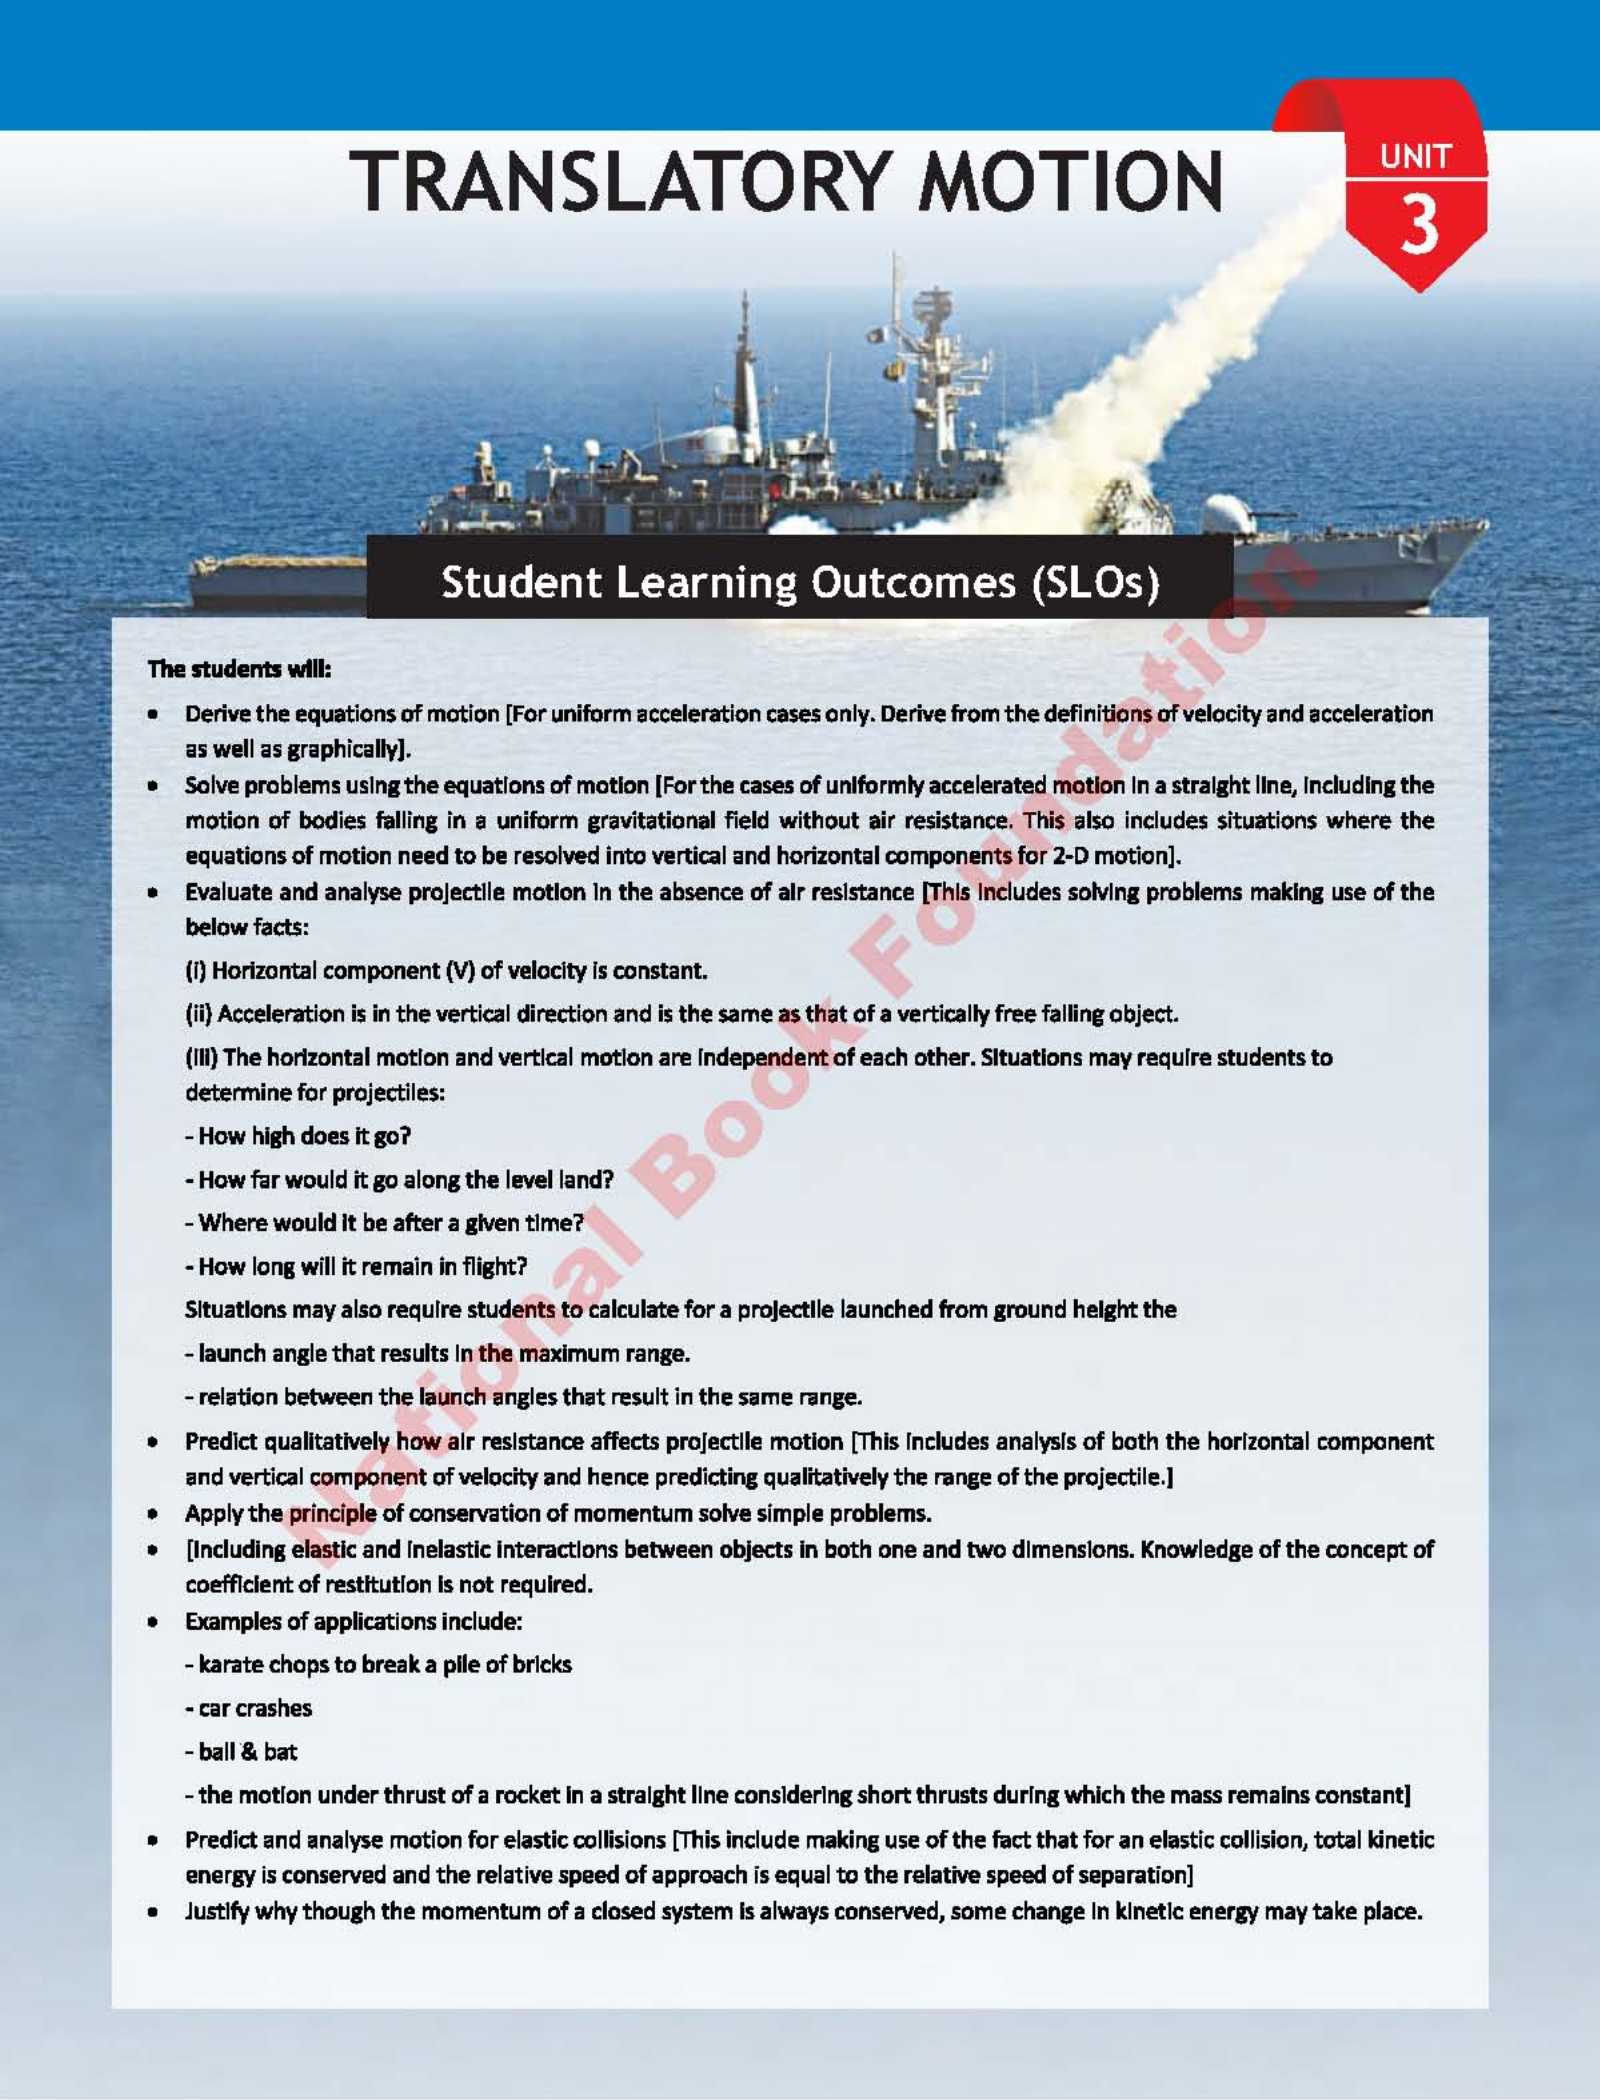 TRANSLATORY MOTION
UNIT
3
Student Learning Outcomes (SLOs)
The students will:
• Derive the equations of motion [For uniform acceleration cases only. Derive from the definitions of velocity and acceleration
as well as graphically].
• Solve problems using the equations of motion [For the cases of uniformly accelerated motion in a straight line, including the
motion of bodies falling in a uniform gravitational field without air resistance. This also includes situations where the
equations of motion need to be resolved into vertical and horizontal components for 2-D motion].
• Evaluate and analyse projectile motion in the absence of air resistance [This includes solving problems making use of the
below facts:
(i) Horizontal component (V) of velocity is constant.
(ii) Acceleration is in the vertical direction and is the same as that of a vertically free falling object.
(iii) The horizontal motion and vertical motion are independent of each other. Situations may require students to
determine for projectiles:
- How high does it go?
- How far would it go along the level land?
- Where would it be after a given time?
- How long will it remain in flight?
Situations may also require students to calculate for a projectile launched from ground height the
- launch angle that results in the maximum range.
- relation between the launch angles that result in the same range.
• Predict qualitatively how air resistance affects projectile motion [This includes analysis of both the horizontal component
and vertical component of velocity and hence predicting qualitatively the range of the projectile.]
• Apply the principle of conservation of momentum solve simple problems.
• [Including elastic and inelastic interactions between objects in both one and two dimensions. Knowledge of the concept of
coefficient of restitution is not required.
• Examples of applications include:
- karate chops to break a pile of bricks
- car crashes
- ball & bat
- the motion under thrust of a rocket in a straight line considering short thrusts during which the mass remains constant]
• Predict and analyse motion for elastic collisions [This include making use of the fact that for an elastic collision, total kinetic
energy is conserved and the relative speed of approach is equal to the relative speed of separation]
• Justify why though the momentum of a closed system is always conserved, some change in kinetic energy may take place.
National Book Foundation